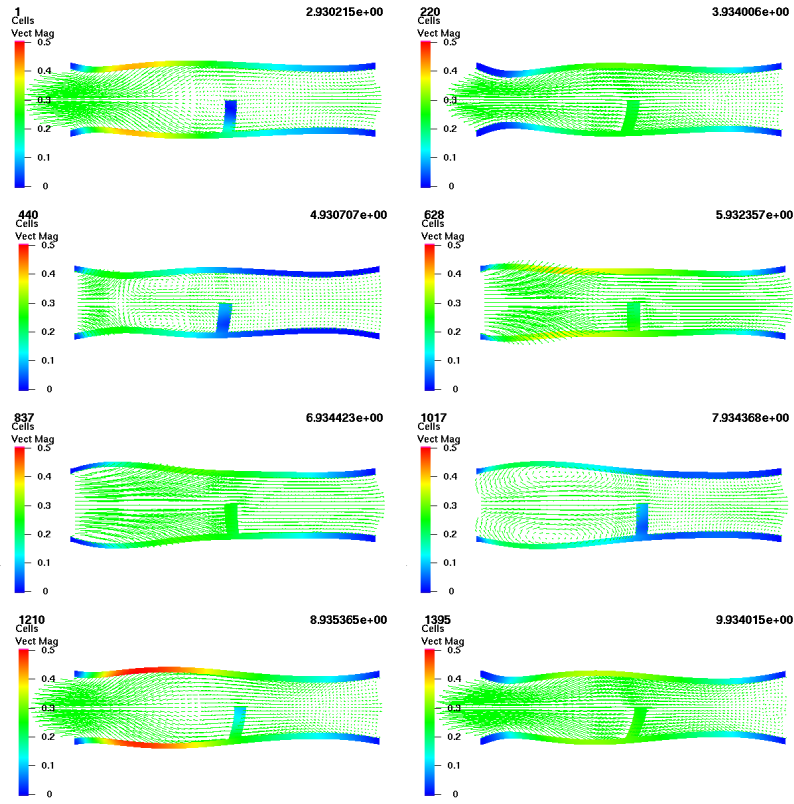 1 2.930215e+00
Cells
Vect Mag
0.5
0.4
0.3
0.2
0.1
0
220 3.934006e+00
Cells
Vect Mag
0.5
0.4
0.3
0.2
0.1
0
440 4.930707e+00
Cells
Vect Mag
0.5
0.4
0.3
0.2
0.1
0
628 5.932357e+00
Cells
Vect Mag
0.5
0.4
0.3
0.2
0.1
0
837 6.934423e+00
Cells
Vect Mag
0.5
0.4
0.3
0.2
0.1
0
1017 7.934368e+00
Cells
Vect Mag
0.5
0.4
0.3
0.2
0.1
0
1210 8.935365e+00
Cells
Vect Mag
0.5
0.4
0.3
0.2
0.1
0
1395 9.934015e+00
Cells
Vect Mag
0.5
0.4
0.3
0.2
0.1
0